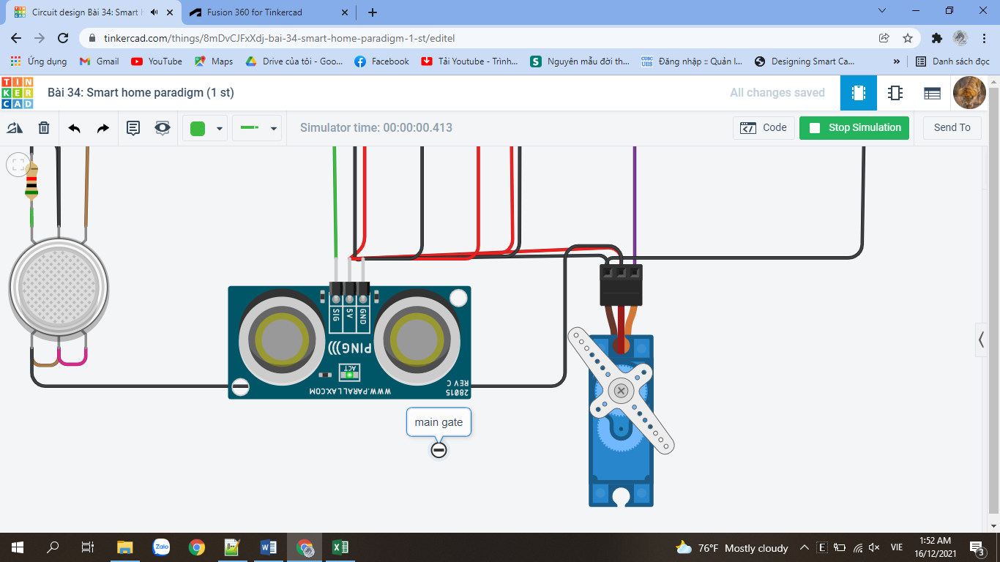 Circuit design Bài 34: Smart h
Fusion 360 for Tinkercad
tinkercad.com/things/8mDvCJFxXdj-bai-34-smart-home-paradigm-1-st/editel
Ứng dụng
Gmail
YouTube
Maps
Drive của tôi - Goo...
Facebook
Tải Youtube - Trình...
Nguyên mẫu đời th...
CUSC UIIS
Đăng nhập :: Quản l...
Designing Smart Ca...
»
Danh sách đọc
TIN
KER
CAD
Bài 34: Smart home paradigm (1 st)
All changes saved
Simulator time: 00:00:00.413
Code
Stop Simulation
Send To
SIG
5V
GND
PING)))
ACT
WWW.PARALLAX.COM
28015
REV C
main gate
Zalo
76°F Mostly cloudy
E
VIE
1:52 AM
16/12/2021
3